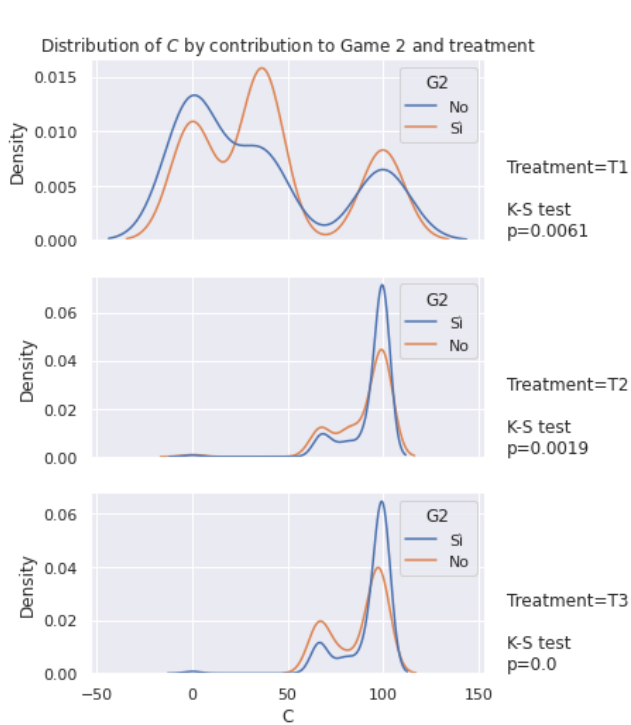 Distribution of C by contribution to Game 2 and treatment
0.015
0.010
0.005
0.000
Density
G2
No
Sì
Treatment=T1
K-S test
p=0.0061
0.06
0.04
0.02
0.00
Density
G2
Sì
No
Treatment=T2
K-S test
p=0.0019
0.06
0.04
0.02
0.00
Density
G2
Sì
No
Treatment=T3
K-S test
p=0.0
−50 0 50 100 150
C